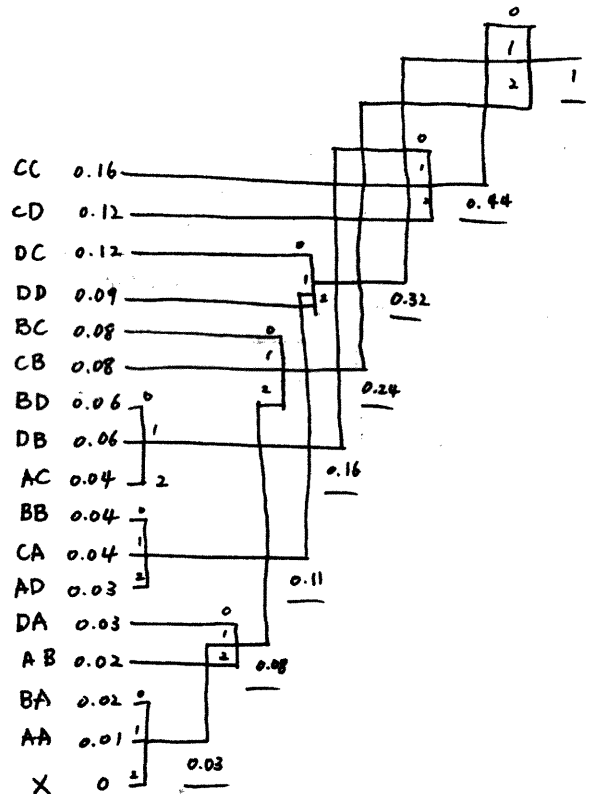 0
1
2
1
0
CC 0.16
1
2
CD 0.12
0.44
0
DC 0.12
1
2
DD 0.09
0.32
0
BC 0.08
1
CB 0.08
2
0.24
BD 0.06 0
1
DB 0.06
0.16
AC 0.04 2
BB 0.04 0
1
CA 0.04
0.11
AD 0.03 2
0
DA 0.03
1
2
AB 0.02
0.08
BA 0.02 0
1
AA 0.01
0.03
X 0 2